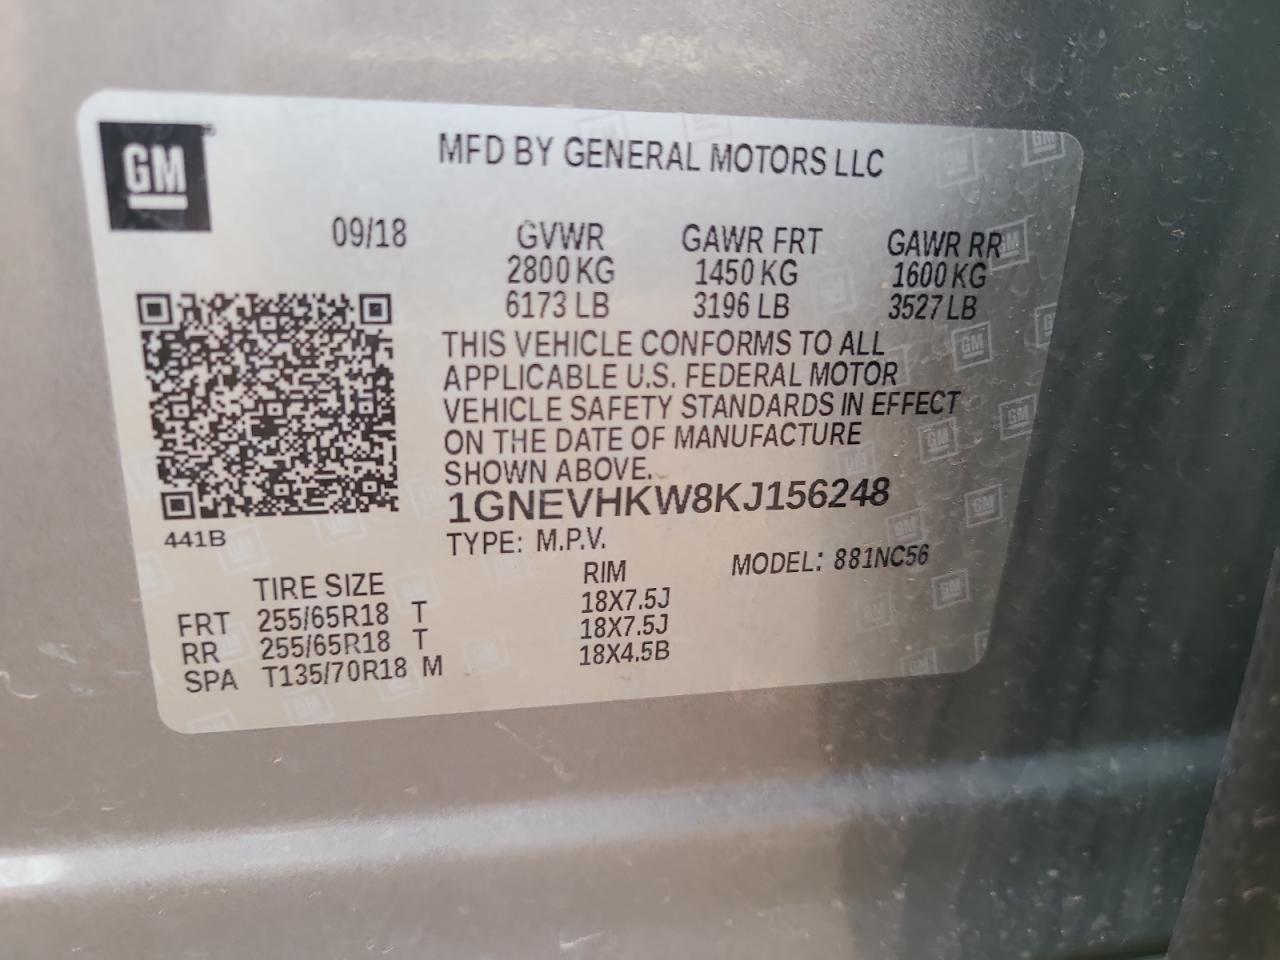 GM
MFD BY GENERAL MOTORS LLC
09/18 GVWR GAWR FRT GAWR RR
2800 KG 1450 KG 1600 KG
6173 LB 3196 LB 3527 LB
THIS VEHICLE CONFORMS TO ALL
APPLICABLE U.S. FEDERAL MOTOR
VEHICLE SAFETY STANDARDS IN EFFECT
ON THE DATE OF MANUFACTURE
SHOWN ABOVE.
1GNEVHKW8KJ156248
441B
TYPE: M.P.V. MODEL: 881NC56
TIRE SIZE RIM
FRT 255/65R18 T 18X7.5J
RR 255/65R18 T 18X7.5J
SPA T135/70R18 M 18X4.5B